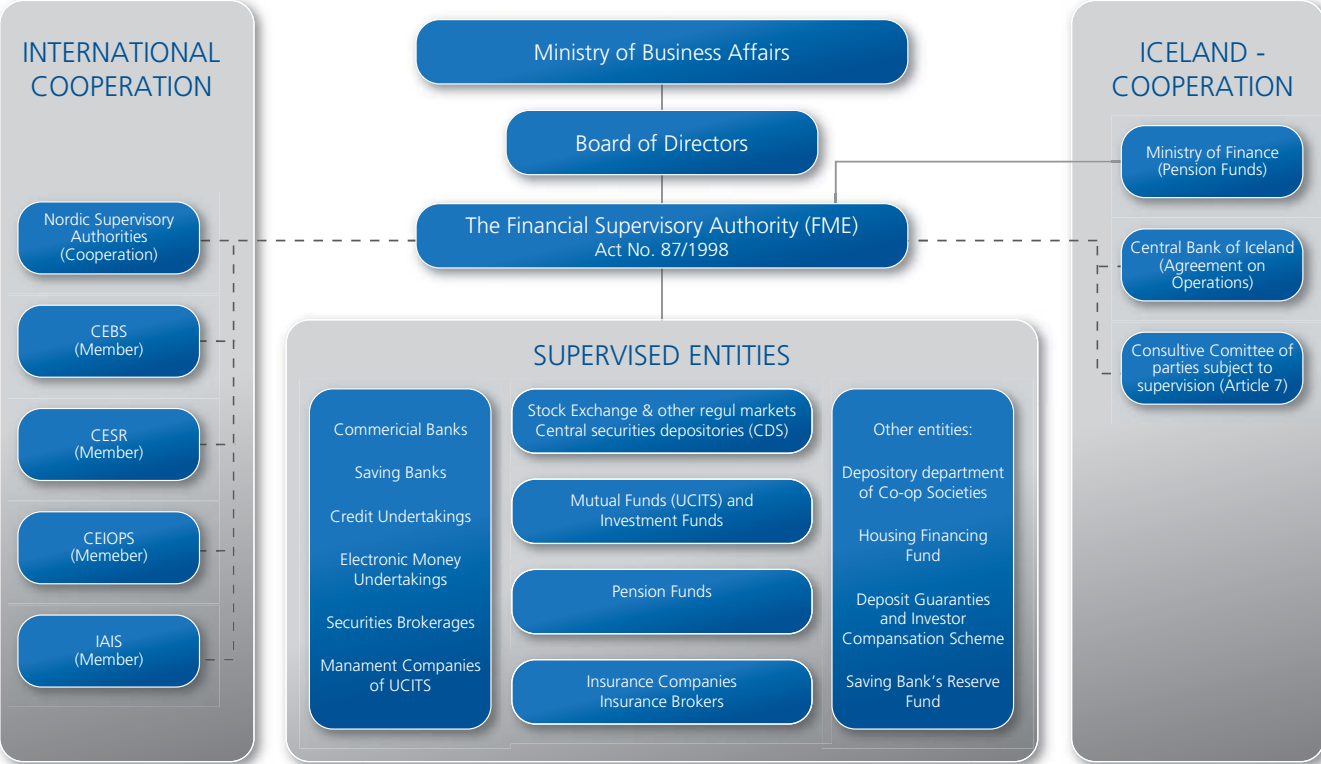 INTERNATIONAL
COOPERATION
Nordic Supervisory
Authorities
(Cooperation)
CEBS
(Member)
CESR
(Member)
CEIOPS
(Memeber)
IAIS
(Member)
Ministry of Business Affairs
Board of Directors
The Financial Supervisory Authority (FME)
Act No. 87/1998
SUPERVISED ENTITIES
Commericial Banks
Saving Banks
Credit Undertakings
Electronic Money
Undertakings
Securities Brokerages
Manament Companies
of UCITS
Stock Exchange & other regul markets
Central securities depositories (CDS)
Mutual Funds (UCITS) and
Investment Funds
Pension Funds
Insurance Companies
Insurance Brokers
Other entities:
Depository department
of Co-op Societies
Housing Financing
Fund
Deposit Guaranties
and Investor
Compansation Scheme
Saving Bank’s Reserve
Fund
ICELAND -
COOPERATION
Ministry of Finance
(Pension Funds)
Central Bank of Iceland
(Agreement on
Operations)
Consultive Comittee of
parties subject to
supervision (Article 7)